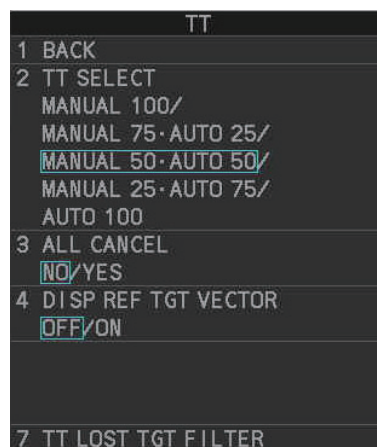 TT
1 BACK
2 TT SELECT
MANUAL 100/
MANUAL 75·AUTO 25/
MANUAL 50·AUTO 50/
MANUAL 25·AUTO 75/
AUTO 100
3 ALL CANCEL
NO/YES
4 DISP REF TGT VECTOR
OFF/ON
7 TT LOST TGT FILTER